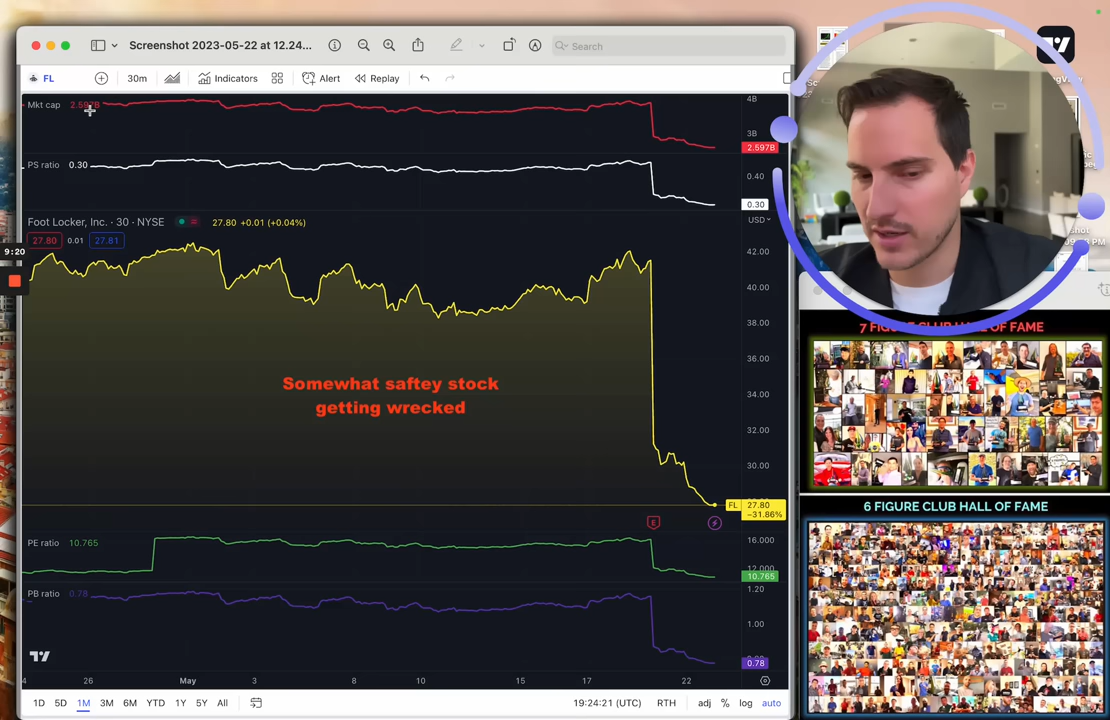 Screenshot 2023-05-22 at 12.24...
Search
FL
30m
Indicators
Alert
Replay
Mkt cap 2.597B
4B
3B
2.597B
PS ratio 0.30
0.40
0.30
Foot Locker, Inc. · 30 · NYSE
27.80 +0.01 (+0.04%)
USD
27.80 0.01 27.81
9:20
42.00
40.00
38.00
36.00
34.00
32.00
30.00
Somewhat saftey stock
getting wrecked
FL 27.80
−31.86%
E
PE ratio 10.765
16.000
12.000
10.765
PB ratio 0.78
1.20
1.00
0.78
26 May 3 8 10 15 17 22
1D 5D 1M 3M 6M YTD 1Y 5Y All
19:24:21 (UTC) RTH adj % log auto
7 FIGURE CLUB HALL OF FAME
6 FIGURE CLUB HALL OF FAME